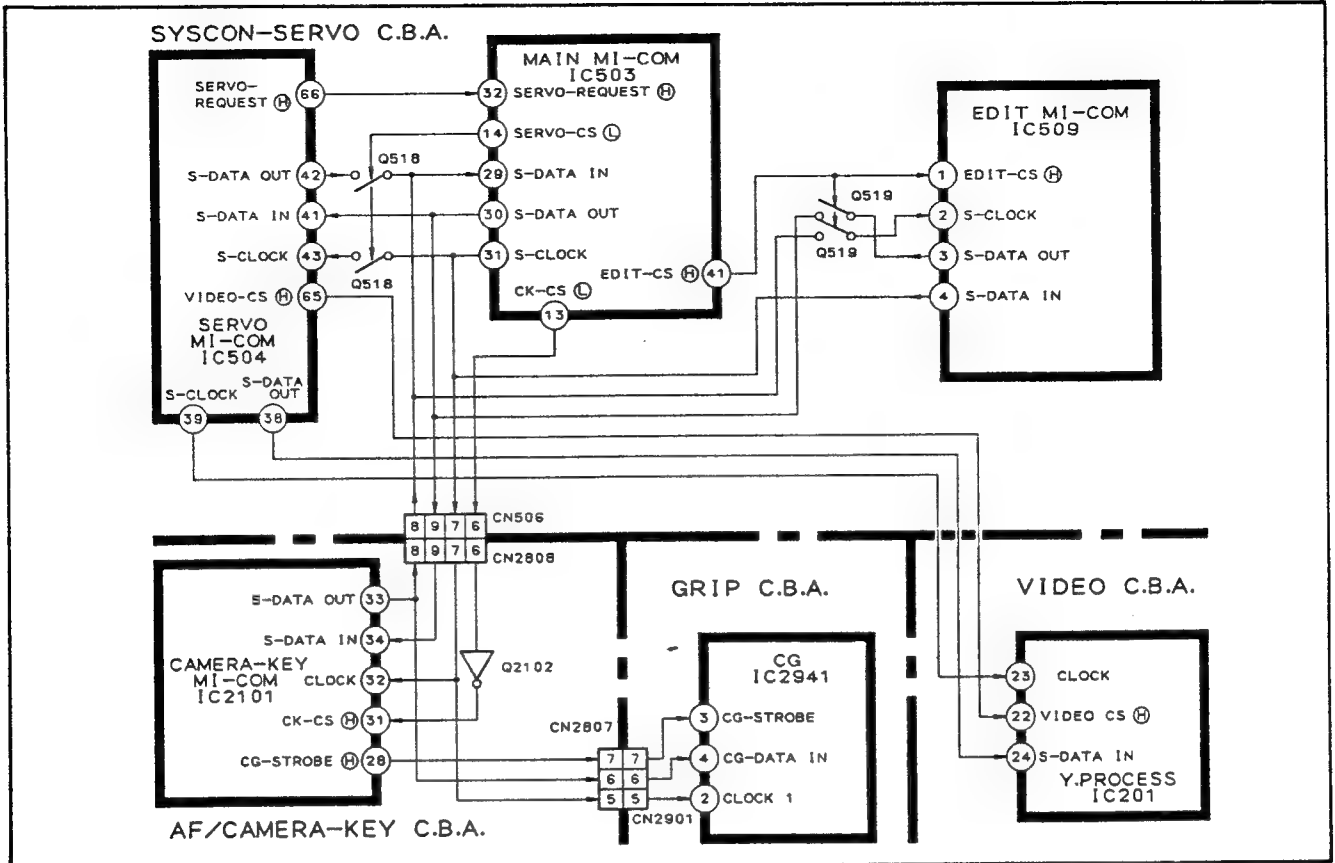 SYSCON-SERVO C.B.A.
SERVO-
REQUEST Ⓗ
66
S-DATA OUT
42
S-DATA IN
41
S-CLOCK
43
VIDEO-CS Ⓗ
65
SERVO
MI-COM
IC504
S-CLOCK
39
S-DATA
OUT
38
Q518
Q518
MAIN MI-COM
IC503
32
SERVO-REQUEST Ⓗ
14
SERVO-CS Ⓛ
29
S-DATA IN
30
S-DATA OUT
31
S-CLOCK
EDIT-CS Ⓗ
41
CK-CS Ⓛ
13
Q519
Q519
EDIT MI-COM
IC509
1
EDIT-CS Ⓗ
2
S-CLOCK
3
S-DATA OUT
4
S-DATA IN
8 9 7 6
CN506
8 9 7 6
CN2808
S-DATA OUT
33
S-DATA IN
34
CAMERA-KEY
MI-COM
IC2101
CLOCK
32
CK-CS Ⓗ
31
CG-STROBE Ⓗ
28
Q2102
AF/CAMERA-KEY C.B.A.
CN2807
7 7
6 6
5 5
CN2901
GRIP C.B.A.
CG
IC2941
3
CG-STROBE
4
CG-DATA IN
2
CLOCK 1
VIDEO C.B.A.
23
CLOCK
22
VIDEO CS Ⓗ
24
S-DATA IN
Y.PROCESS
IC201